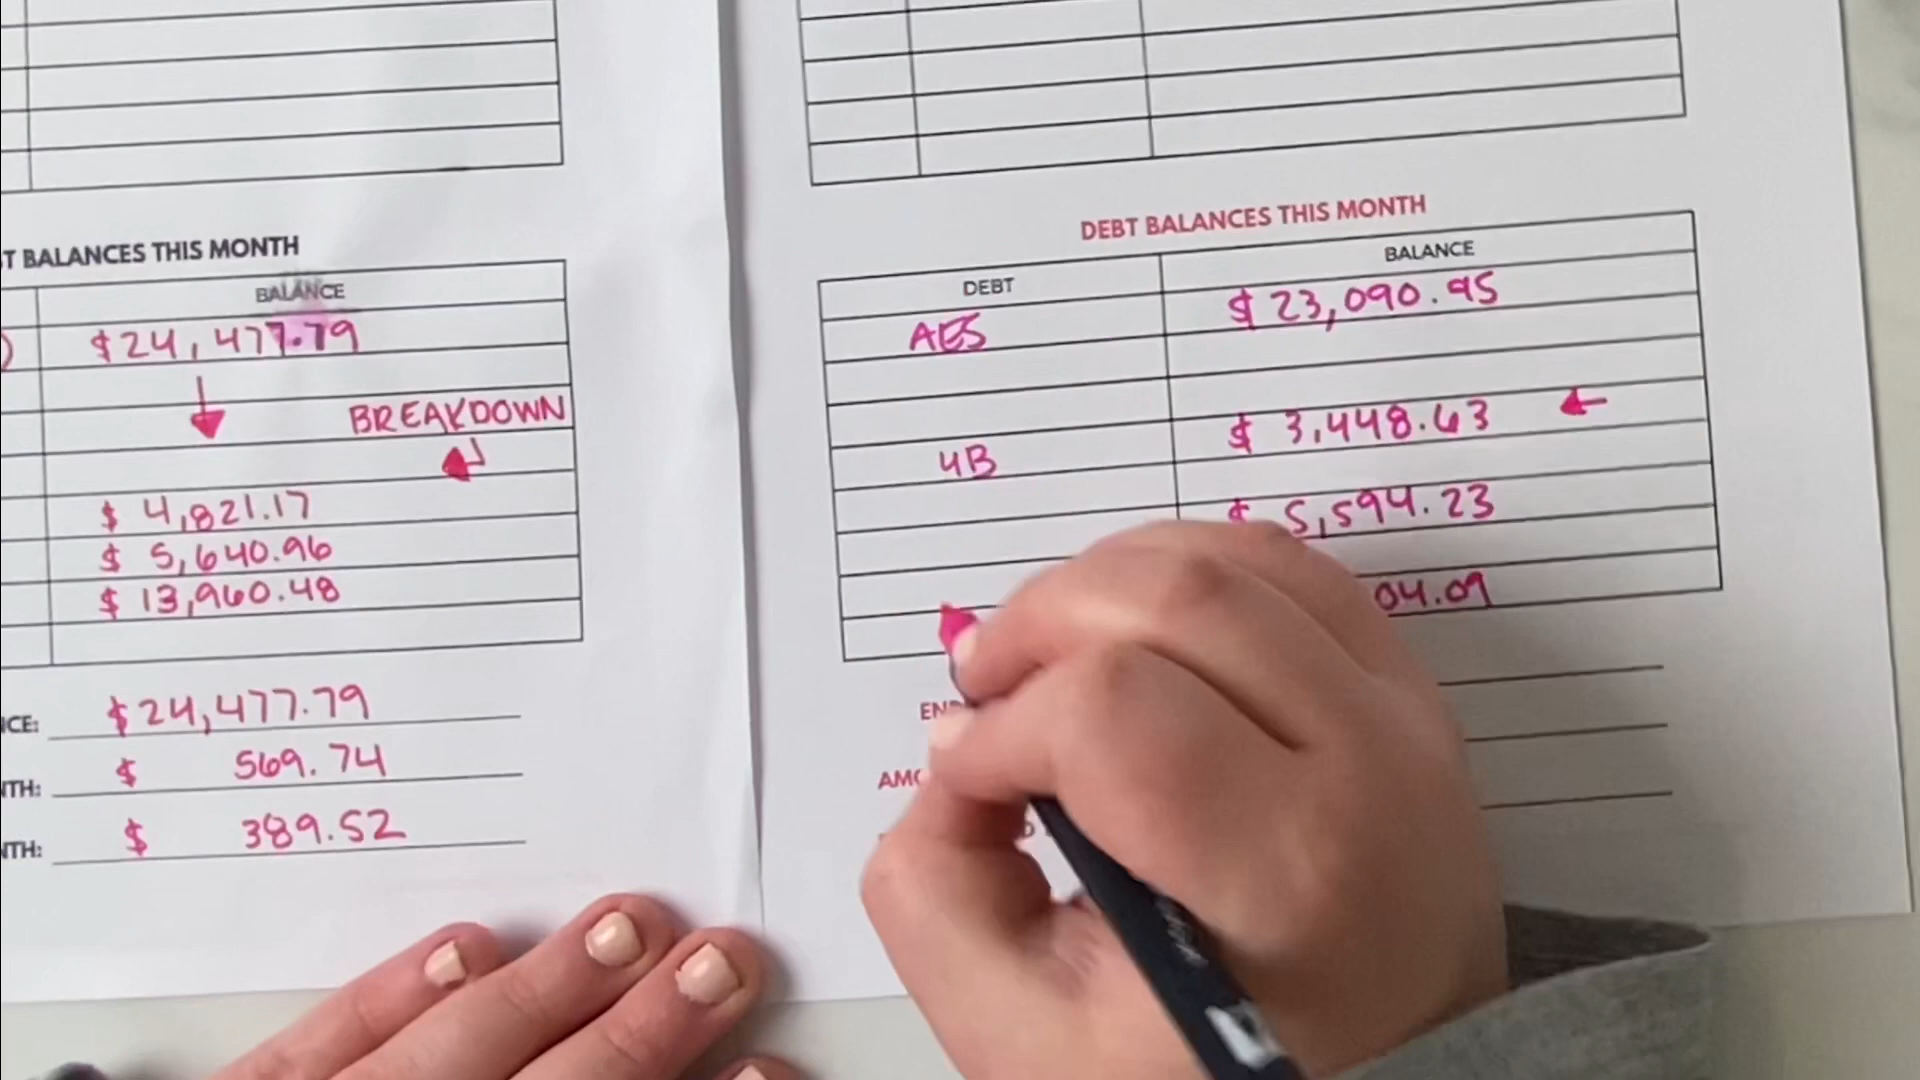 T BALANCES THIS MONTH
BALANCE
$24,477.79
BREAKDOWN
$ 4,821.17
$ 5,640.96
$ 13,960.48
CE: $24,477.79
NTH: $ 569.74
NTH: $ 389.52
DEBT BALANCES THIS MONTH
DEBT BALANCE
AES $ 23,090.95
4B $ 3,448.63
$ 5,594.23
04.09